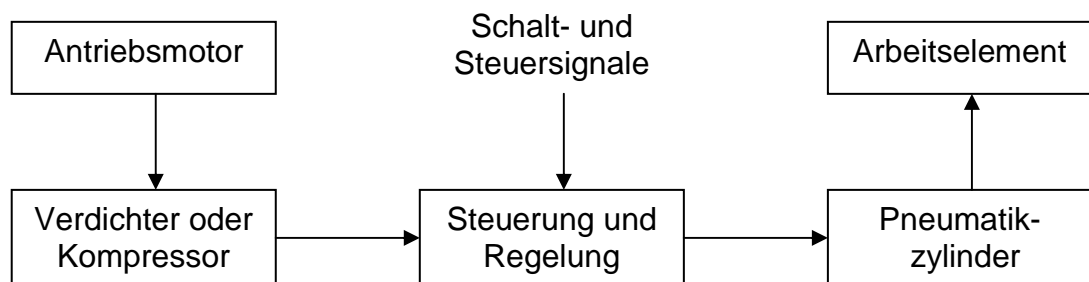 Antriebsmotor
Schalt- und
Steuersignale
Arbeitselement
Verdichter oder
Kompressor
Steuerung und
Regelung
Pneumatik-
zylinder